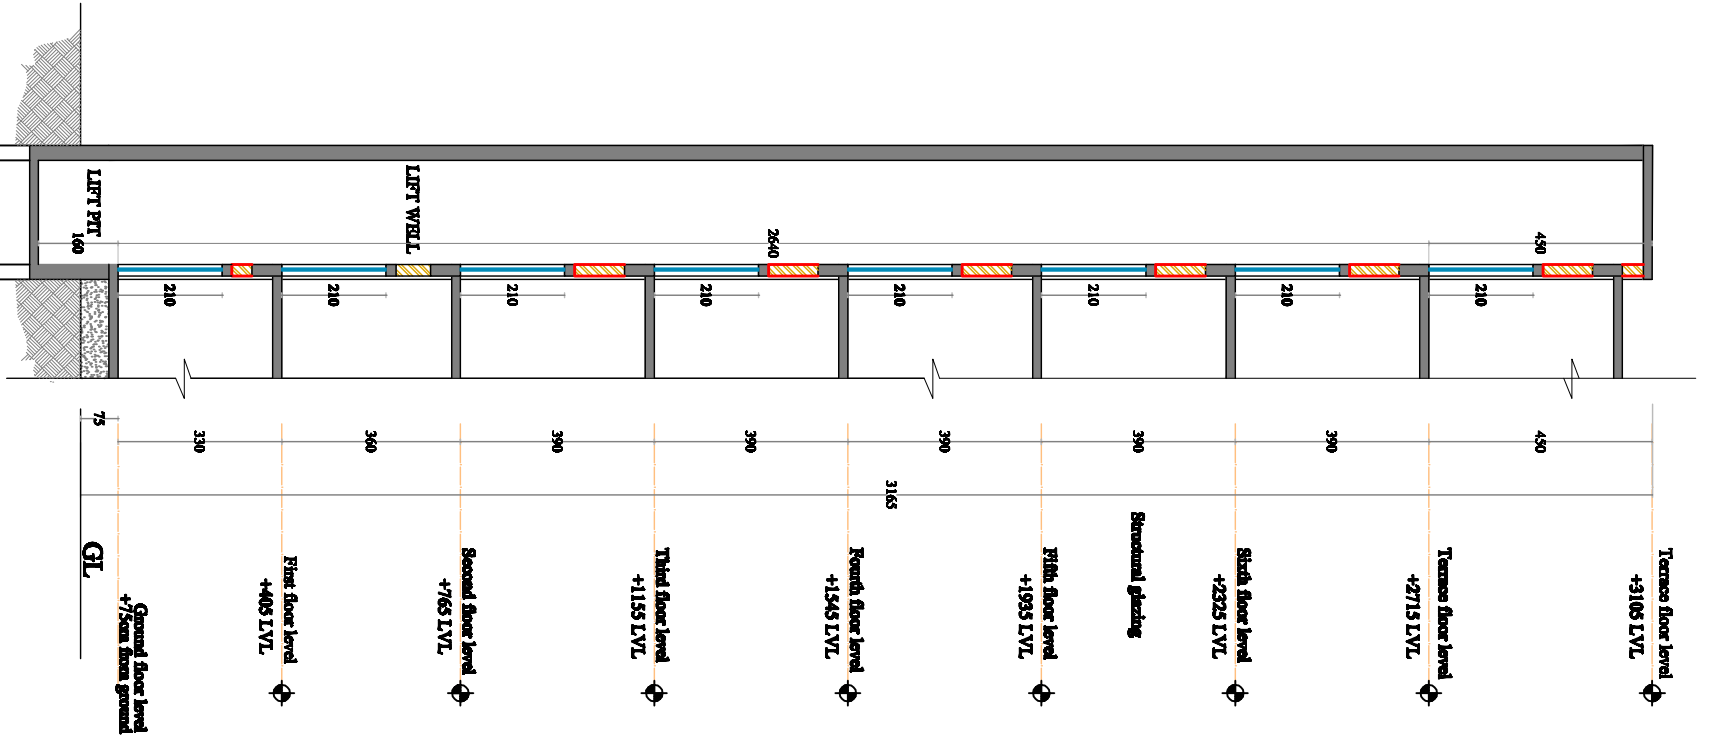 LIFT PIT
LIFT WELL
160
2640
450
210
210
210
210
210
210
210
210
75
330
360
390
390
390
390
390
450
3165
GL
Ground floor level
+75cm from ground
First floor level
+405 LVL
Second floor level
+765 LVL
Third floor level
+1155 LVL
Fourth floor level
+1545 LVL
Fifth floor level
+1935 LVL
Structural glazing
Sixth floor level
+2325 LVL
Terrace floor level
+2715 LVL
Terrace floor level
+3105 LVL